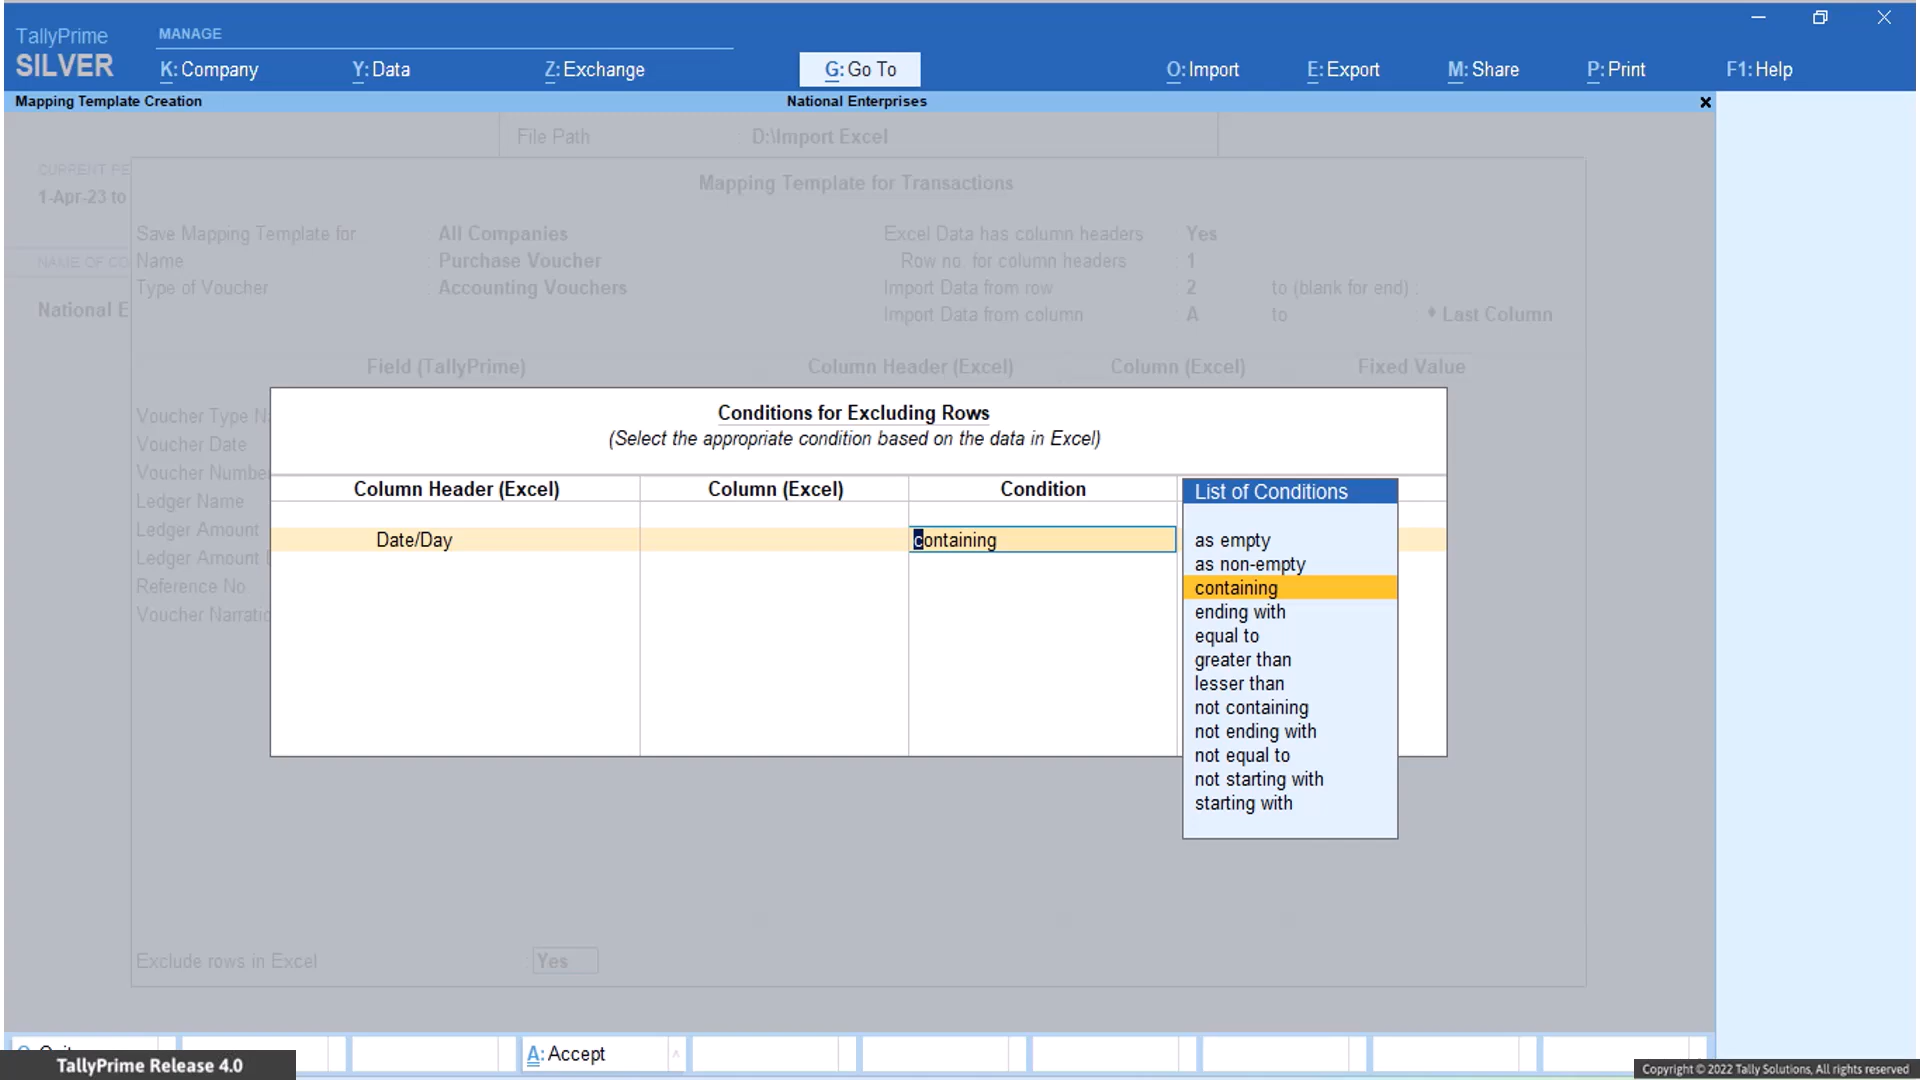 TallyPrime
SILVER
MANAGE
K: Company
Y: Data
Z: Exchange
G: Go To
O: Import
E: Export
M: Share
P: Print
F1: Help
Mapping Template Creation
National Enterprises
File Path D:\Import Excel
CURRENT PE
1-Apr-23 to
NAME OF CO
National E
Mapping Template for Transactions
Save Mapping Template for : All Companies
Name : Purchase Voucher
Type of Voucher : Accounting Vouchers
Excel Data has column headers Yes
Row no. for column headers : 1
Import Data from row 2 to (blank for end) :
Import Data from column A to ♦ Last Column
Field (TallyPrime) Column Header (Excel) Column (Excel) Fixed Value
Voucher Type Na
Voucher Date
Voucher Number
Ledger Name
Ledger Amount
Ledger Amount
Reference No
Voucher Narratio
Conditions for Excluding Rows
(Select the appropriate condition based on the data in Excel)
Column Header (Excel) Column (Excel) Condition
Date/Day containing
List of Conditions
as empty
as non-empty
containing
ending with
equal to
greater than
lesser than
not containing
not ending with
not equal to
not starting with
starting with
Exclude rows in Excel : Yes
A: Accept
TallyPrime Release 4.0
Copyright © 2022 Tally Solutions, All rights reserved